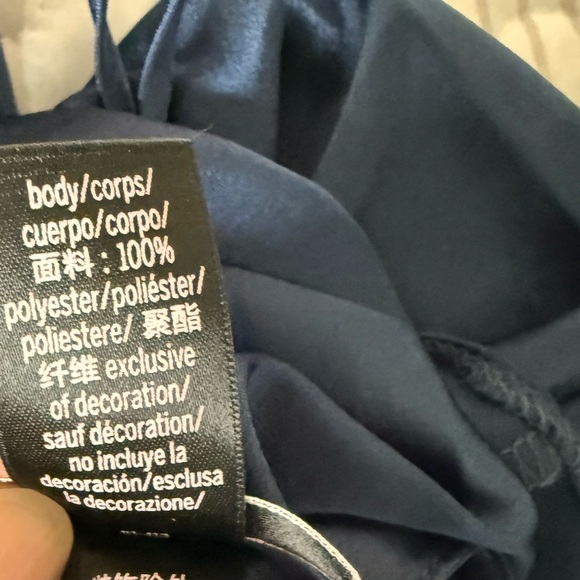 body/corps/
cuerpo/corpo/
面料：100%
polyester/poliéster/
poliestere/ 聚酯
纤维 exclusive
of decoration/
sauf décoration/
no incluye la
decoración/esclusa
la decorazione/